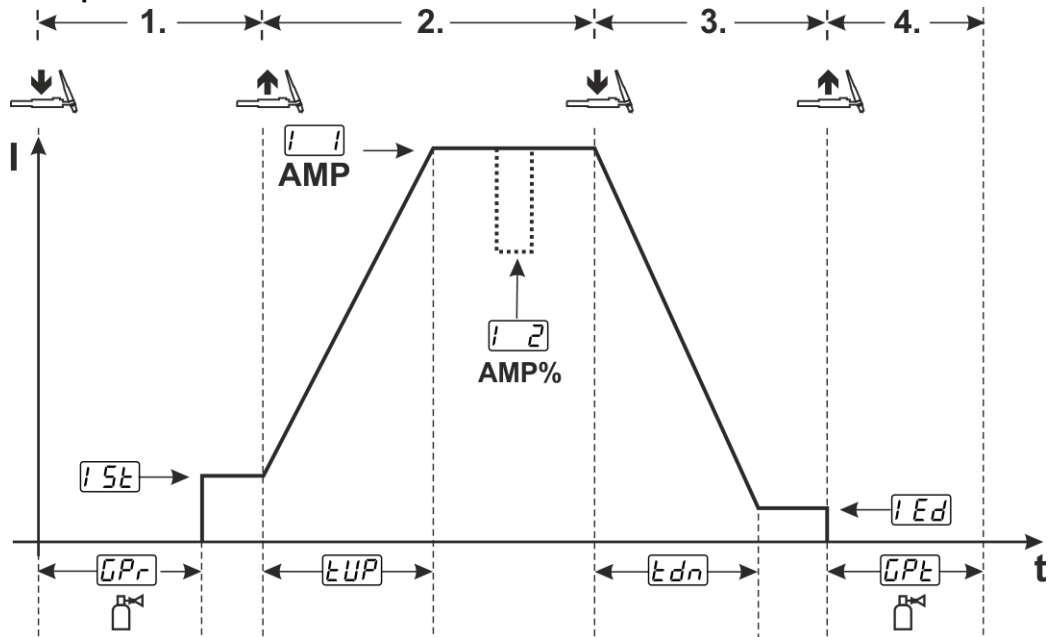 1. 2. 3. 4.
I
I 1
AMP
I 2
AMP%
I St
I Ed
GPr
tUP
tdn
GPt
t